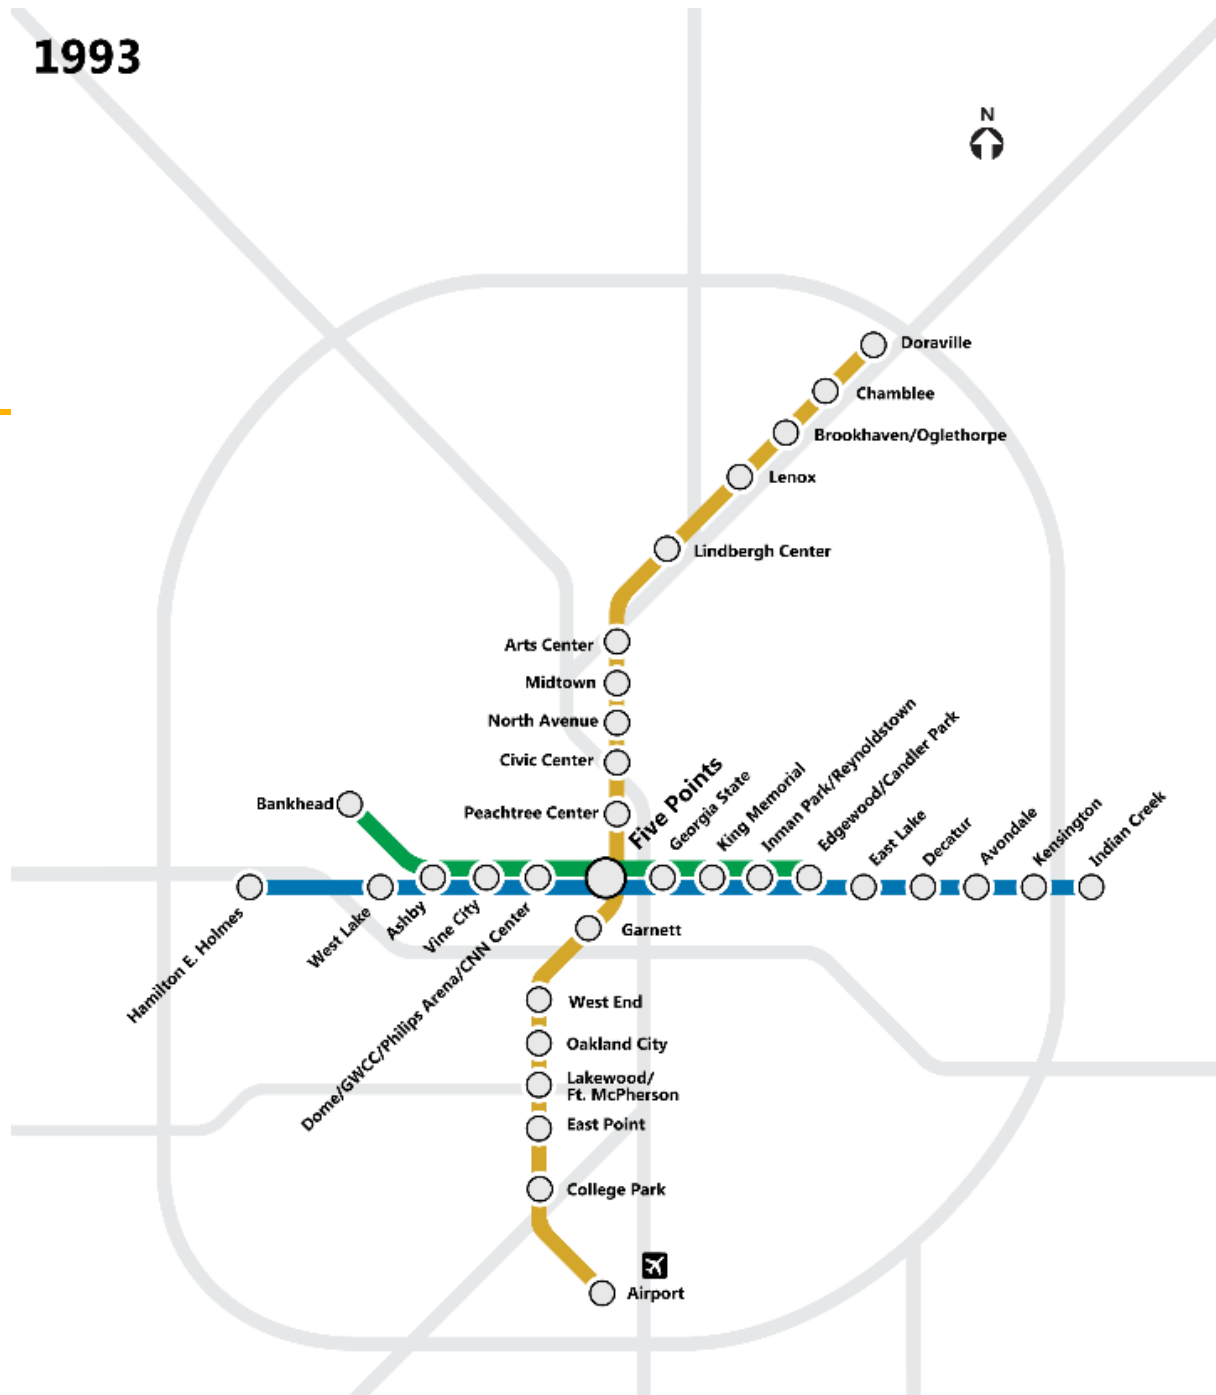 1993
N
Doraville
Chamblee
Brookhaven/Oglethorpe
Lenox
Lindbergh Center
Arts Center
Midtown
North Avenue
Civic Center
Peachtree Center
Five Points
Georgia State
King Memorial
Inman Park/Reynoldstown
Edgewood/Candler Park
East Lake
Decatur
Avondale
Kensington
Indian Creek
Bankhead
Hamilton E. Holmes
West Lake
Ashby
Vine City
Dome/GWCC/Philips Arena/CNN Center
Garnett
West End
Oakland City
Lakewood/
Ft. McPherson
East Point
College Park
Airport